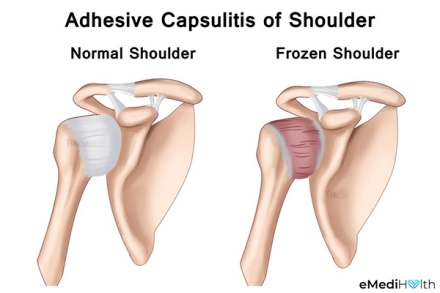 Adhesive Capsulitis of Shoulder
Normal Shoulder
Frozen Shoulder
eMediHealth